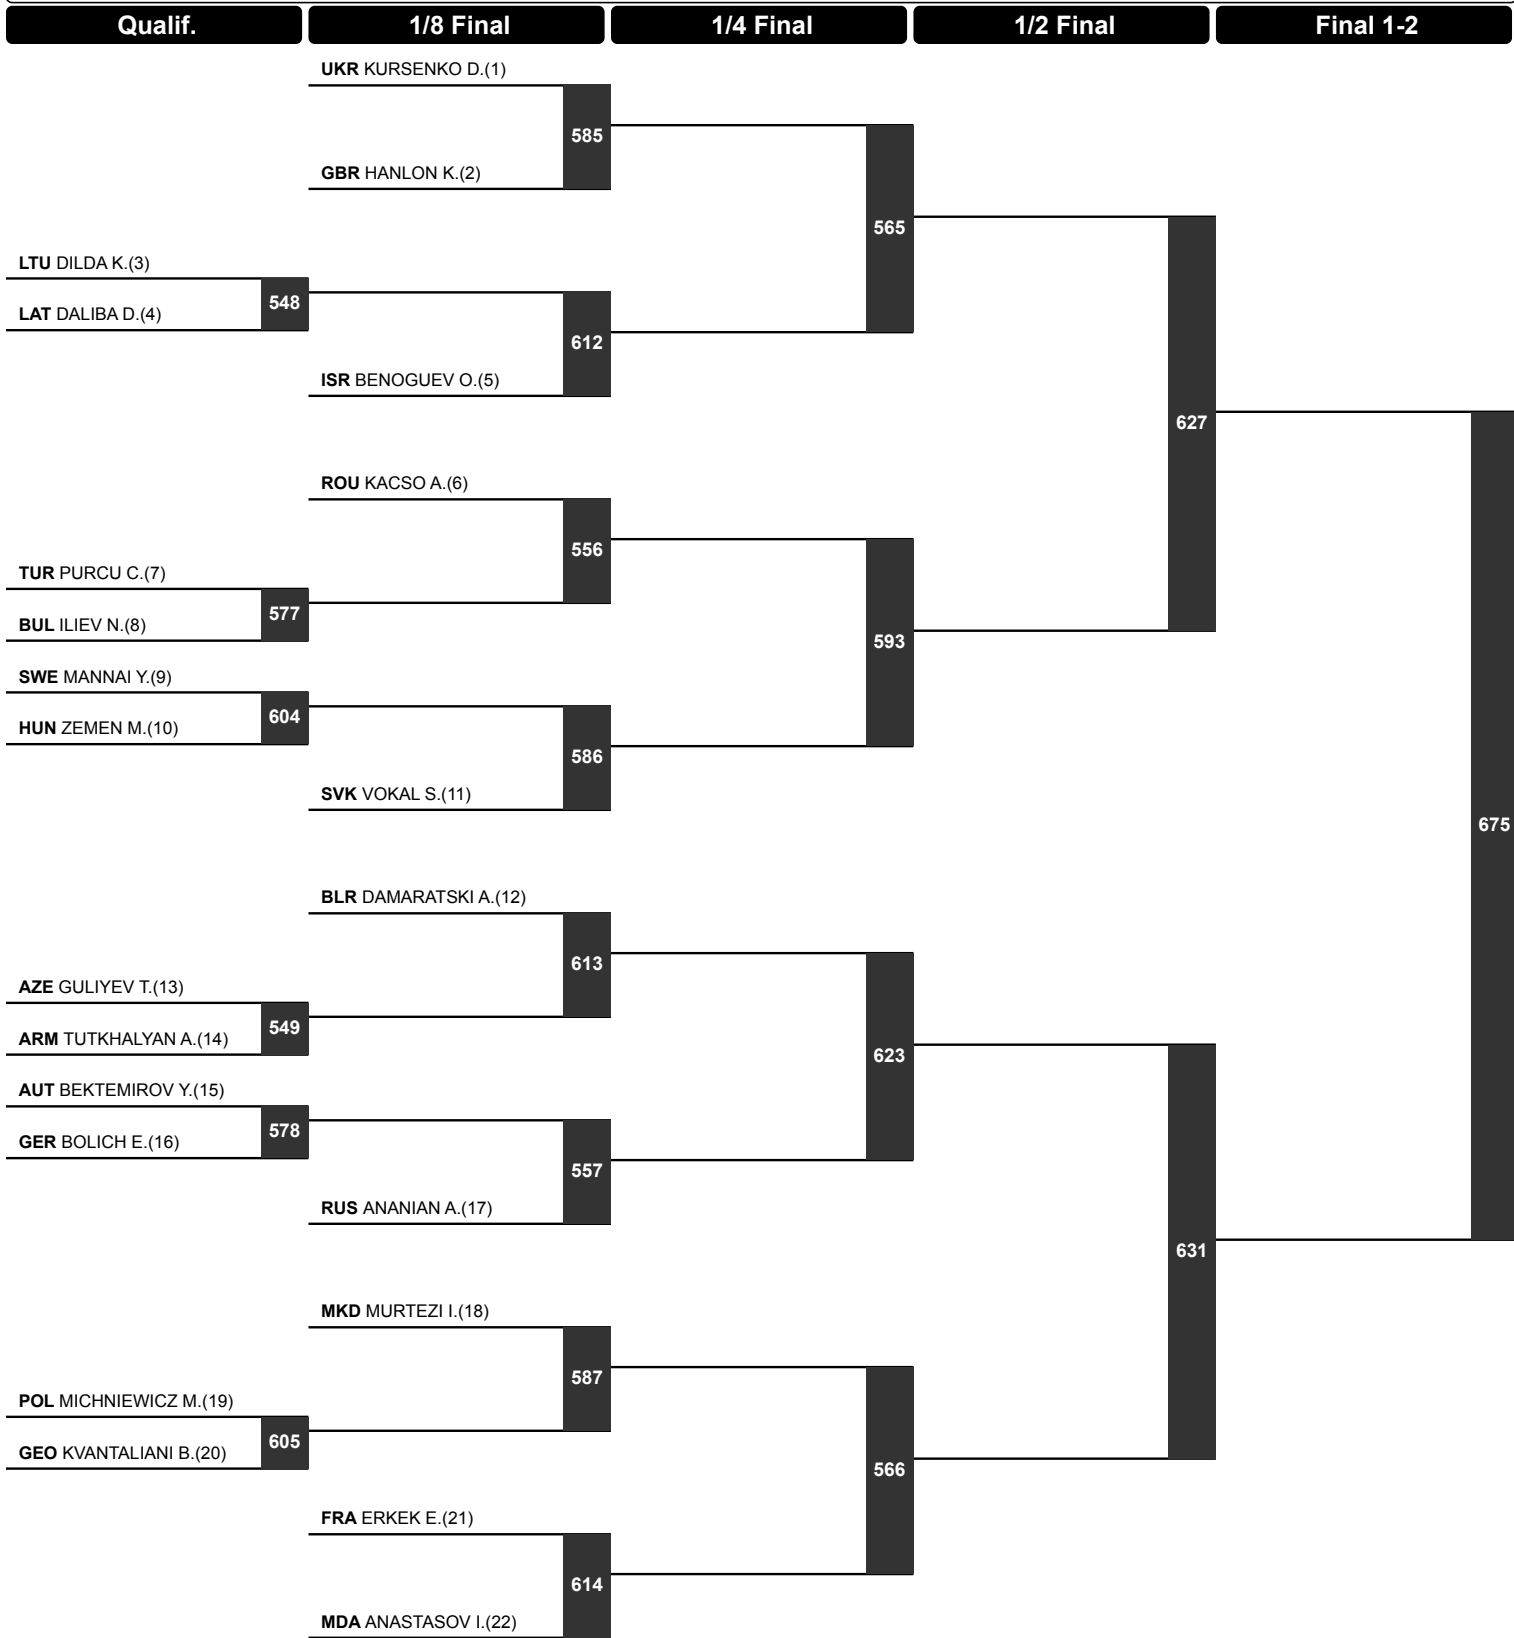 Qualif.
1/8 Final
1/4 Final
1/2 Final
Final 1-2
UKR KURSENKO D.(1)
585
GBR HANLON K.(2)
565
LTU DILDA K.(3)
548
LAT DALIBA D.(4)
612
ISR BENOGUEV O.(5)
627
ROU KACSO A.(6)
556
TUR PURCU C.(7)
577
BUL ILIEV N.(8)
593
SWE MANNAI Y.(9)
604
HUN ZEMEN M.(10)
586
SVK VOKAL S.(11)
675
BLR DAMARATSKI A.(12)
613
AZE GULIYEV T.(13)
549
ARM TUTKHALYAN A.(14)
623
AUT BEKTEMIROV Y.(15)
578
GER BOLICH E.(16)
557
RUS ANANIAN A.(17)
631
MKD MURTEZI I.(18)
587
POL MICHNIEWICZ M.(19)
605
GEO KVANTALIANI B.(20)
566
FRA ERKEK E.(21)
614
MDA ANASTASOV I.(22)